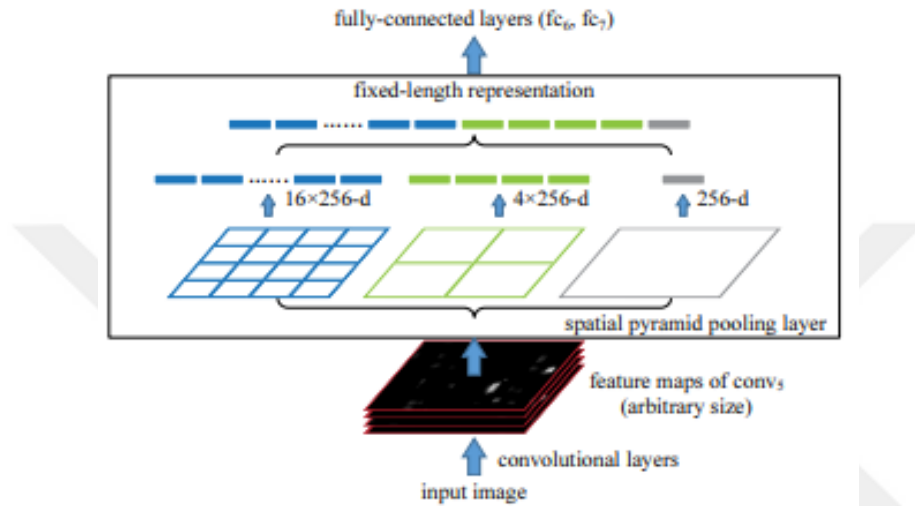 fully-connected layers (fc₆, fc₇)
fixed-length representation
......
......
16×256-d
4×256-d
256-d
spatial pyramid pooling layer
feature maps of conv₅
(arbitrary size)
convolutional layers
input image